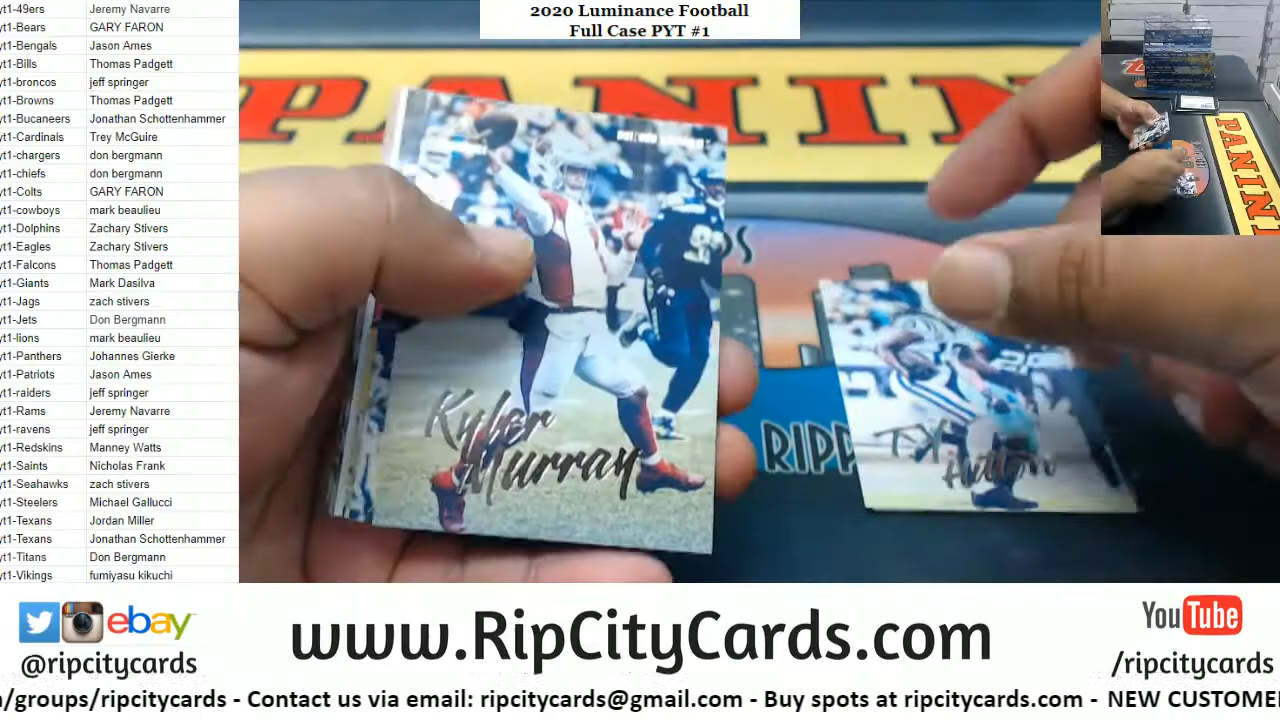 2020 Luminance Football
Full Case PYT #1
yt1-49ers Jeremy Navarre
yt1-Bears GARY FARON
yt1-Bengals Jason Ames
yt1-Bills Thomas Padgett
yt1-broncos jeff springer
yt1-Browns Thomas Padgett
yt1-Bucaneers Jonathan Schottenhammer
yt1-Cardinals Trey McGuire
yt1-chargers don bergmann
yt1-chiefs don bergmann
yt1-Colts GARY FARON
yt1-cowboys mark beaulieu
yt1-Dolphins Zachary Stivers
yt1-Eagles Zachary Stivers
yt1-Falcons Thomas Padgett
yt1-Giants Mark Dasilva
yt1-Jags zach stivers
yt1-Jets Don Bergmann
yt1-lions mark beaulieu
yt1-Panthers Johannes Gierke
yt1-Patriots Jason Ames
yt1-raiders jeff springer
yt1-Rams Jeremy Navarre
yt1-ravens jeff springer
yt1-Redskins Manney Watts
yt1-Saints Nicholas Frank
yt1-Seahawks zach stivers
yt1-Steelers Michael Gallucci
yt1-Texans Jordan Miller
yt1-Texans Jonathan Schottenhammer
yt1-Titans Don Bergmann
yt1-Vikings fumiyasu kikuchi
PANINI
PANINI
Kyler
Murray
RIPP
TY
Hilton
ebay
@ripcitycards
www.RipCityCards.com
YouTube
/ripcitycards
/groups/ripcitycards - Contact us via email: ripcitycards@gmail.com - Buy spots at ripcitycards.com - NEW CUSTOME